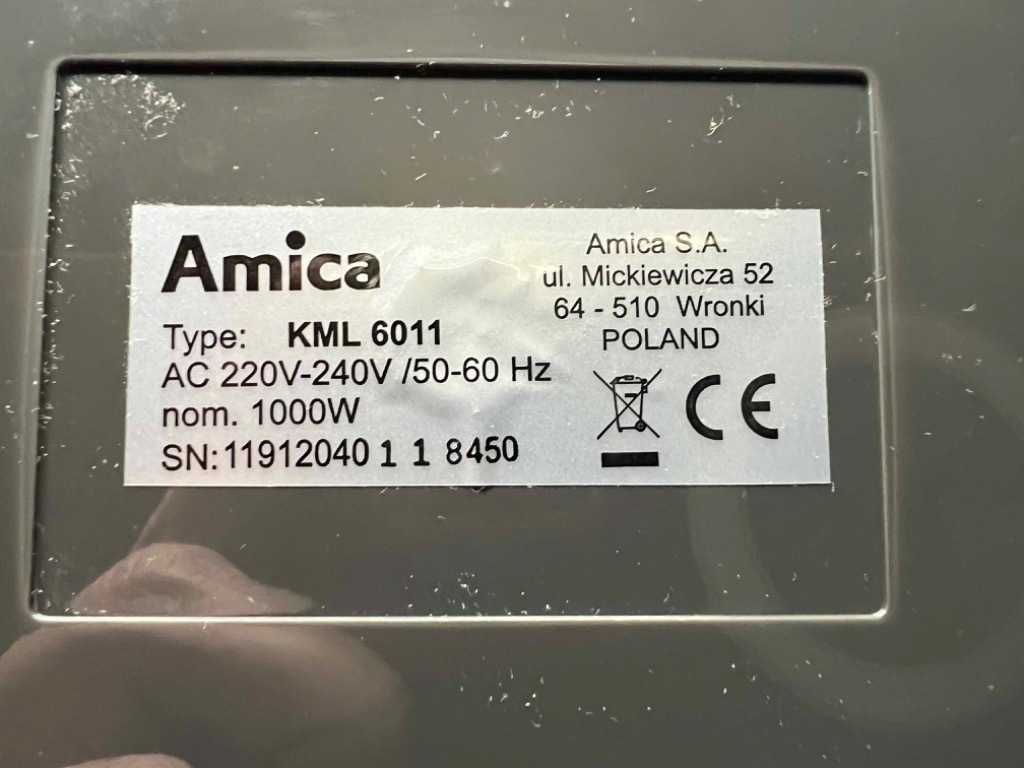 Amica
Type: KML 6011
AC 220V-240V /50-60 Hz
nom. 1000W
SN:11912040 1 1 8450
Amica S.A.
ul. Mickiewicza 52
64 - 510 Wronki
POLAND
CE